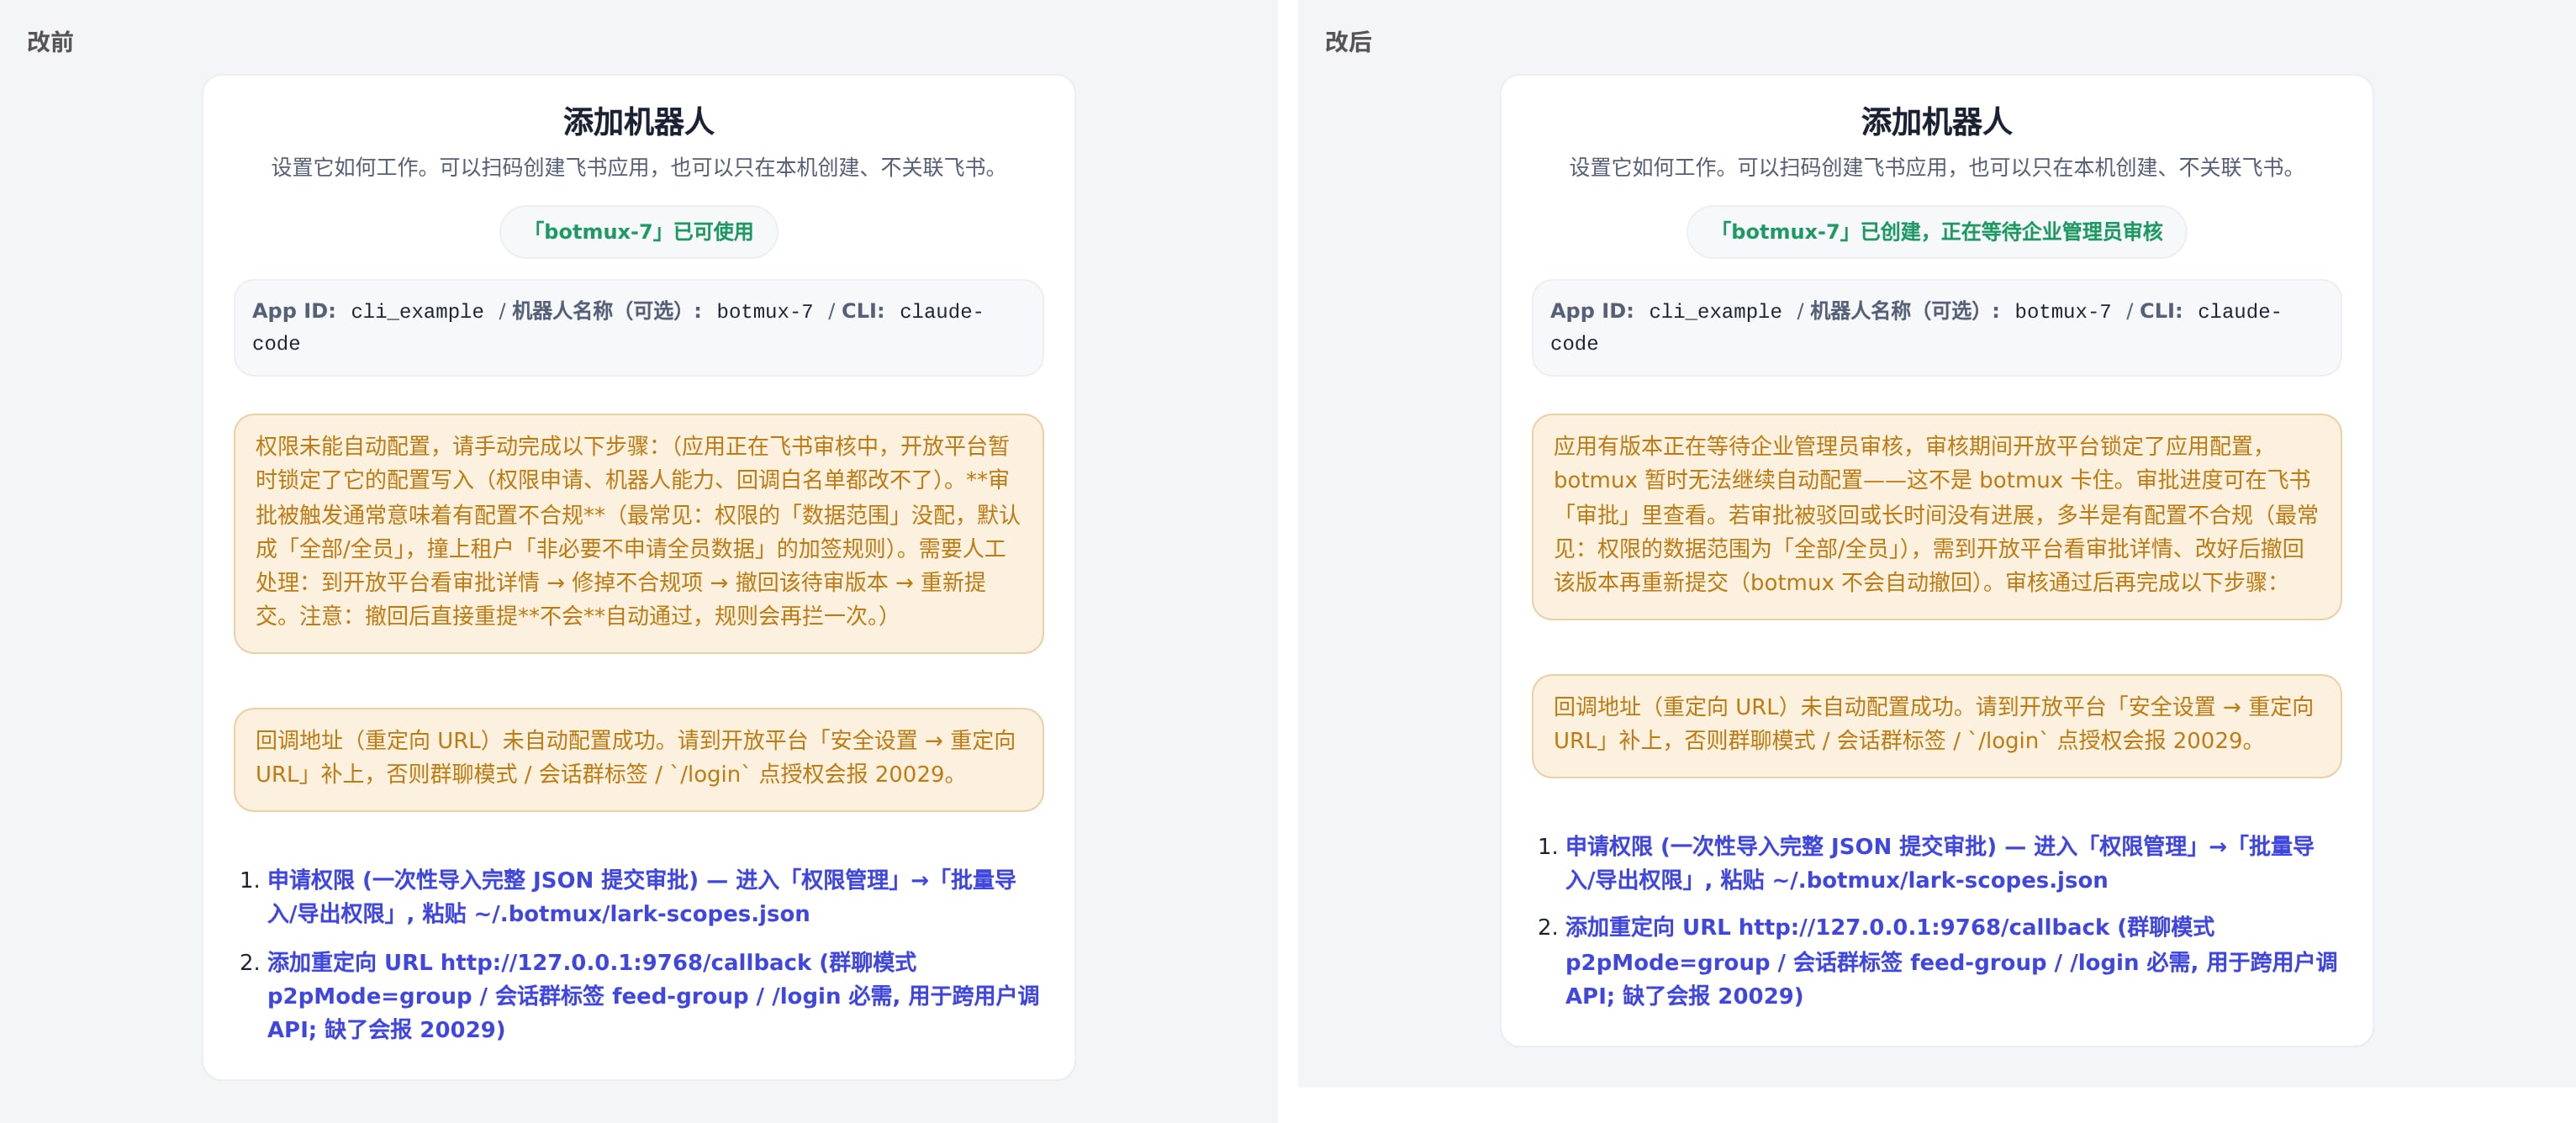 改前
添加机器人
设置它如何工作。可以扫码创建飞书应用，也可以只在本机创建、不关联飞书。
「botmux-7」已可使用
App ID: cli_example / 机器人名称（可选）: botmux-7 / CLI: claude-
code
权限未能自动配置，请手动完成以下步骤：（应用正在飞书审核中，开放平台暂
时锁定了它的配置写入（权限申请、机器人能力、回调白名单都改不了）。**审
批被触发通常意味着有配置不合规**（最常见：权限的「数据范围」没配，默认
成「全部/全员」，撞上租户「非必要不申请全员数据」的加签规则）。需要人工
处理：到开放平台看审批详情 → 修掉不合规项 → 撤回该待审版本 → 重新提
交。注意：撤回后直接重提**不会**自动通过，规则会再拦一次。）
回调地址（重定向 URL）未自动配置成功。请到开放平台「安全设置 → 重定向
URL」补上，否则群聊模式 / 会话群标签 / `/login` 点授权会报 20029。
1. 申请权限 (一次性导入完整 JSON 提交审批) — 进入「权限管理」→「批量导
入/导出权限」, 粘贴 ~/.botmux/lark-scopes.json
2. 添加重定向 URL http://127.0.0.1:9768/callback (群聊模式
p2pMode=group / 会话群标签 feed-group / /login 必需, 用于跨用户调
API; 缺了会报 20029)
改后
添加机器人
设置它如何工作。可以扫码创建飞书应用，也可以只在本机创建、不关联飞书。
「botmux-7」已创建，正在等待企业管理员审核
App ID: cli_example / 机器人名称（可选）: botmux-7 / CLI: claude-
code
应用有版本正在等待企业管理员审核，审核期间开放平台锁定了应用配置，
botmux 暂时无法继续自动配置——这不是 botmux 卡住。审批进度可在飞书
「审批」里查看。若审批被驳回或长时间没有进展，多半是有配置不合规（最常
见：权限的数据范围为「全部/全员」），需到开放平台看审批详情、改好后撤回
该版本再重新提交（botmux 不会自动撤回）。审核通过后再完成以下步骤：
回调地址（重定向 URL）未自动配置成功。请到开放平台「安全设置 → 重定向
URL」补上，否则群聊模式 / 会话群标签 / `/login` 点授权会报 20029。
1. 申请权限 (一次性导入完整 JSON 提交审批) — 进入「权限管理」→「批量导
入/导出权限」, 粘贴 ~/.botmux/lark-scopes.json
2. 添加重定向 URL http://127.0.0.1:9768/callback (群聊模式
p2pMode=group / 会话群标签 feed-group / /login 必需, 用于跨用户调
API; 缺了会报 20029)